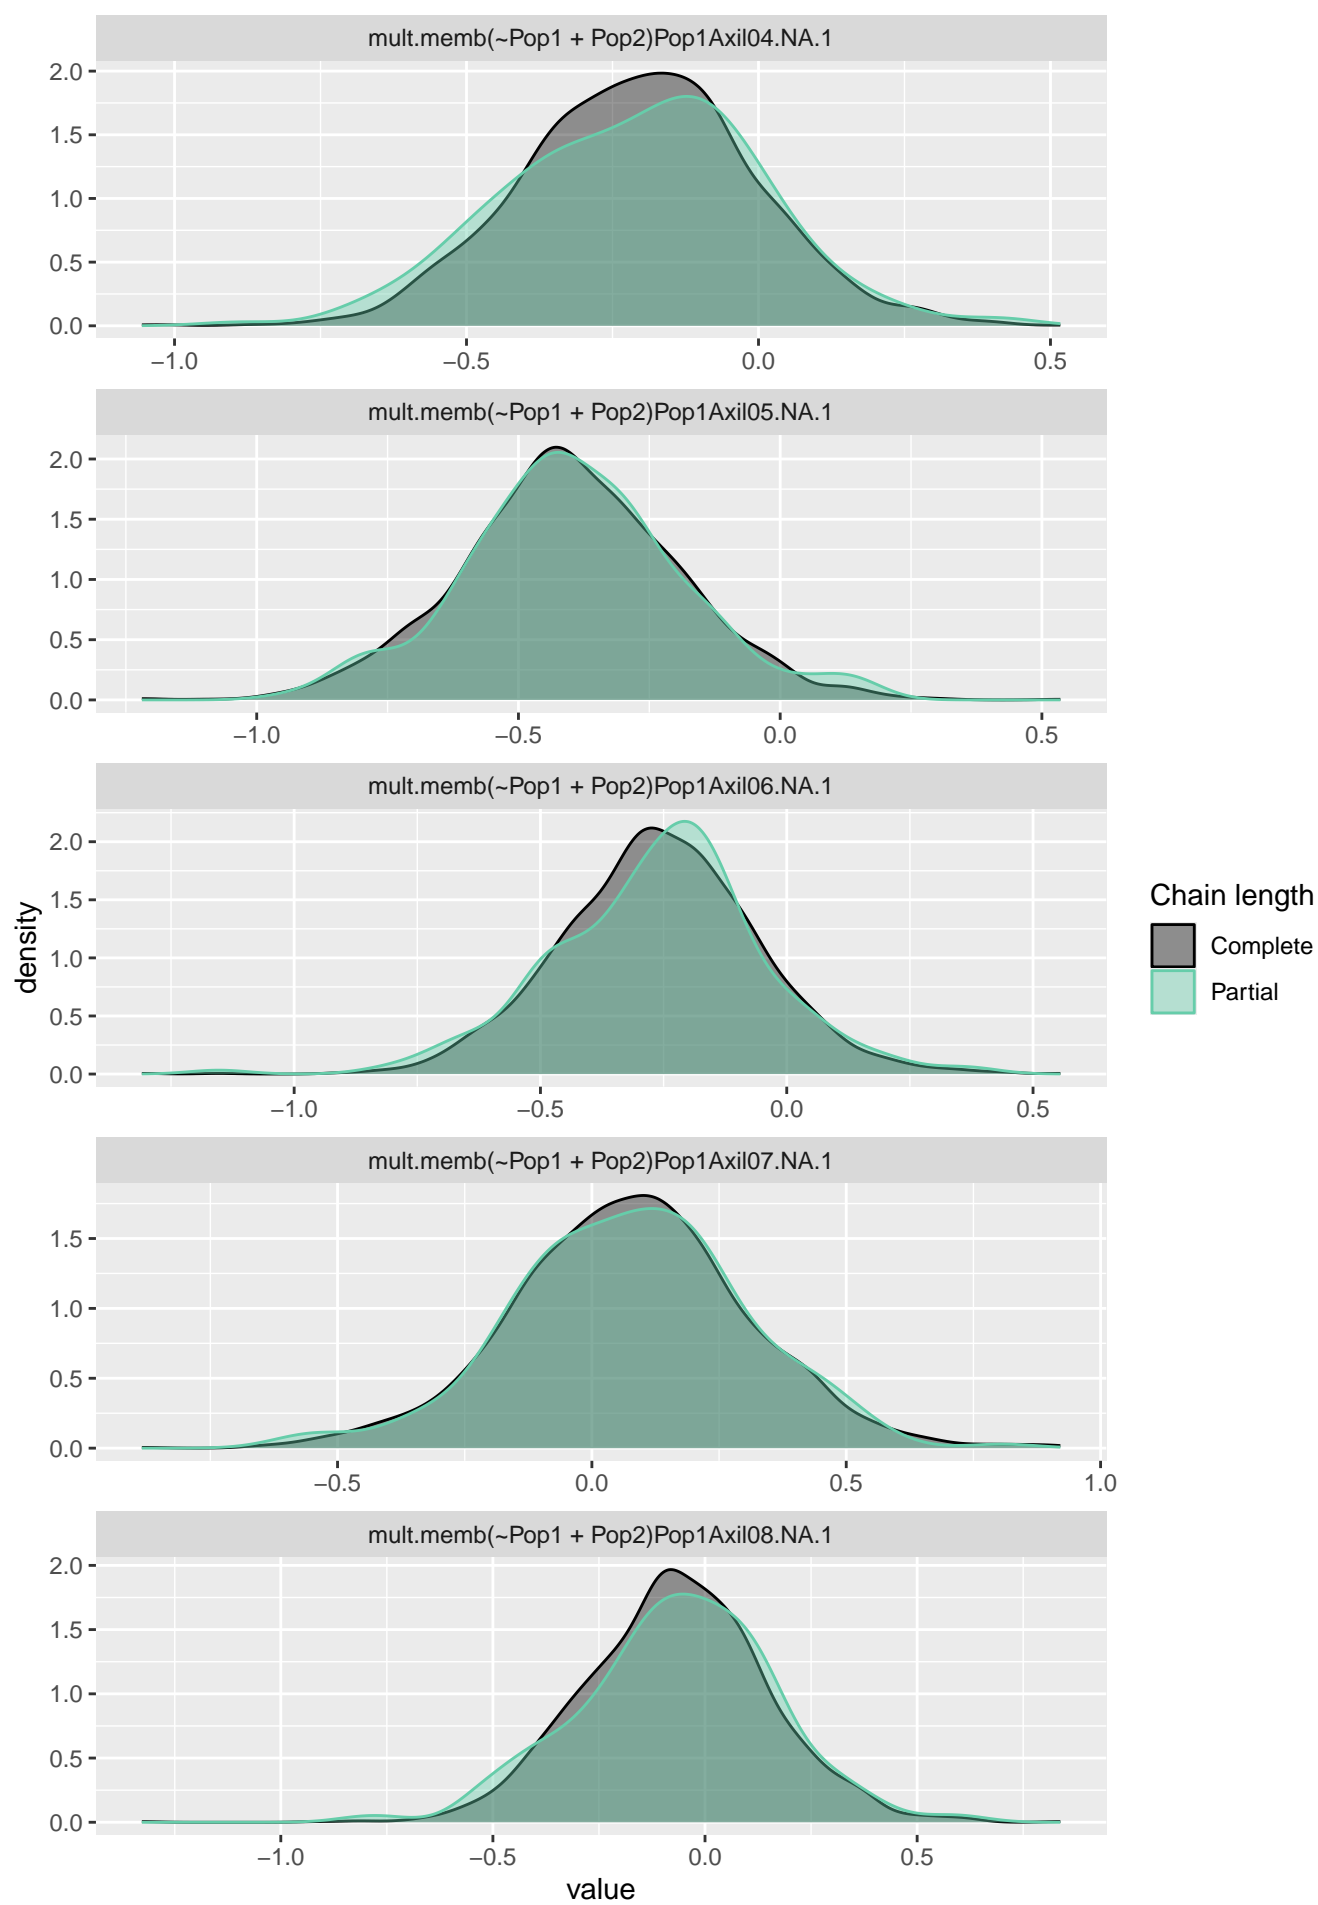 mult.memb(~Pop1 + Pop2)Pop1Axil04.NA.1
2.0
1.5
1.0
0.5
0.0
−1.0 −0.5 0.0 0.5
mult.memb(~Pop1 + Pop2)Pop1Axil05.NA.1
2.0
1.5
1.0
0.5
0.0
−1.0 −0.5 0.0 0.5
mult.memb(~Pop1 + Pop2)Pop1Axil06.NA.1
2.0
1.5
1.0
0.5
0.0
−1.0 −0.5 0.0 0.5
density
mult.memb(~Pop1 + Pop2)Pop1Axil07.NA.1
1.5
1.0
0.5
0.0
−0.5 0.0 0.5 1.0
mult.memb(~Pop1 + Pop2)Pop1Axil08.NA.1
2.0
1.5
1.0
0.5
0.0
−1.0 −0.5 0.0 0.5
value
Chain length
Complete
Partial